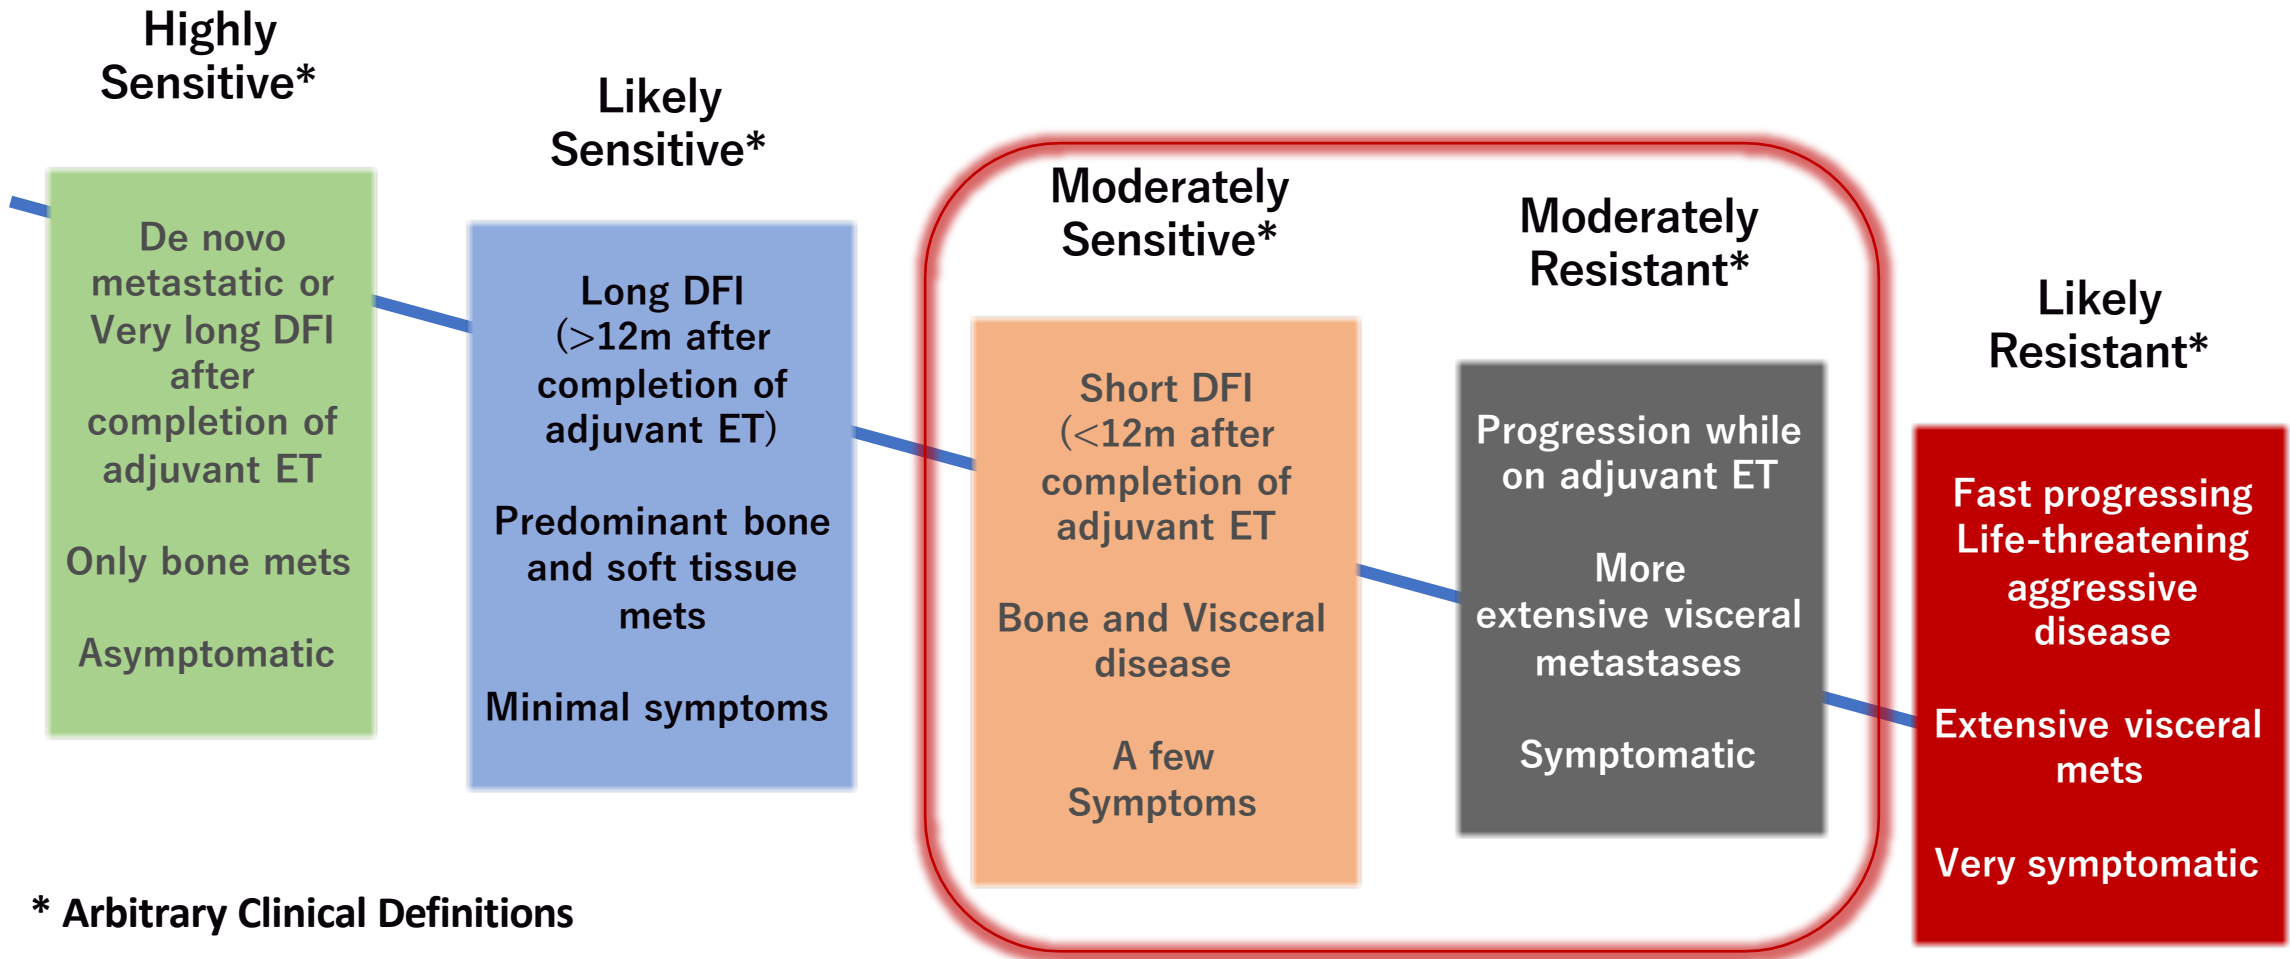 Highly
Sensitive*
De novo
metastatic or
Very long DFI
after
completion of
adjuvant ET
Only bone mets
Asymptomatic
Likely
Sensitive*
Long DFI
(>12m after
completion of
adjuvant ET)
Predominant bone
and soft tissue
mets
Minimal symptoms
Moderately
Sensitive*
Short DFI
(<12m after
completion of
adjuvant ET
Bone and Visceral
disease
A few
Symptoms
Moderately
Resistant*
Progression while
on adjuvant ET
More
extensive visceral
metastases
Symptomatic
Likely
Resistant*
Fast progressing
Life-threatening
aggressive
disease
Extensive visceral
mets
Very symptomatic
* Arbitrary Clinical Definitions